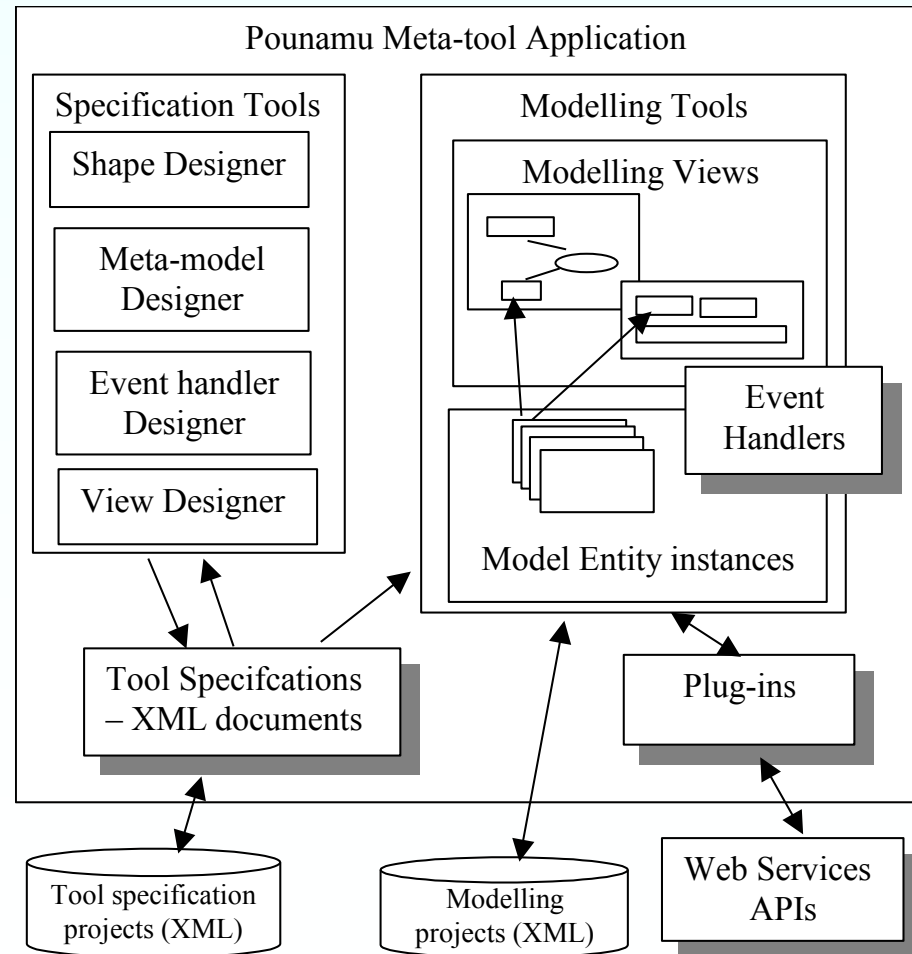 Pounamu Meta-tool Application
Specification Tools
Shape Designer
Meta-model
Designer
Event handler
Designer
View Designer
Modelling Tools
Modelling Views
Event
Handlers
Model Entity instances
Tool Specifcations
– XML documents
Plug-ins
Tool specification
projects (XML)
Modelling
projects (XML)
Web Services
APIs